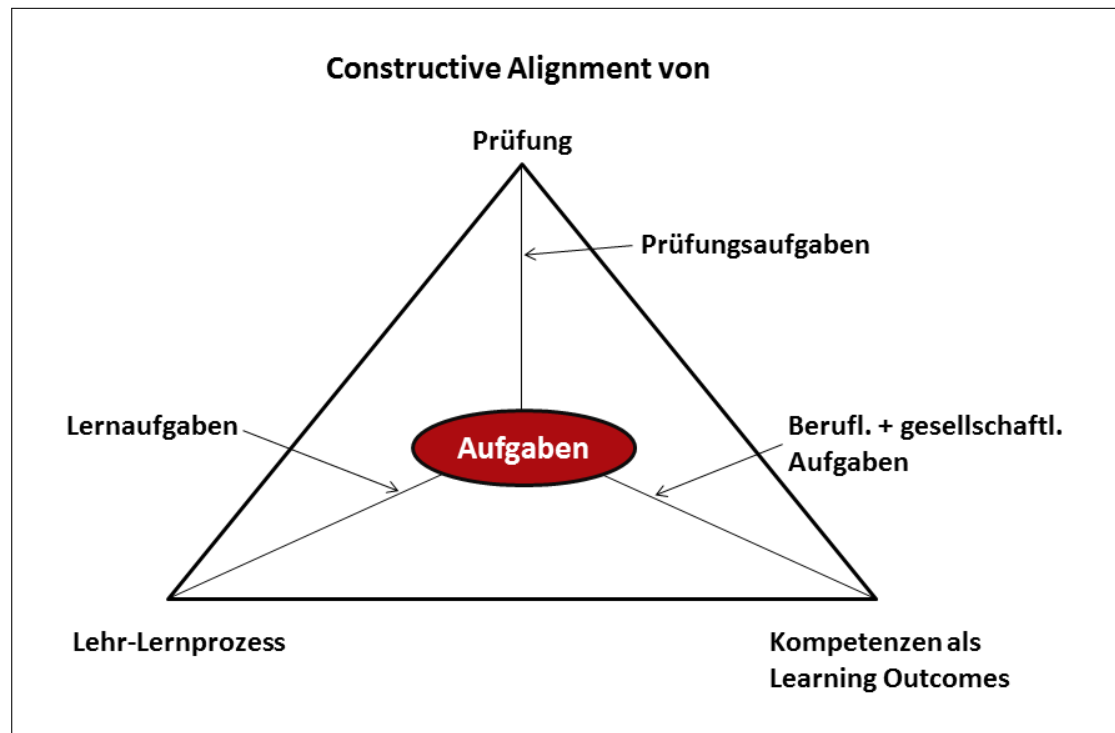 Constructive Alignment von
Prüfung
Prüfungsaufgaben
Lernaufgaben
Aufgaben
Berufl. + gesellschaftl.
Aufgaben
Lehr-Lernprozess
Kompetenzen als
Learning Outcomes